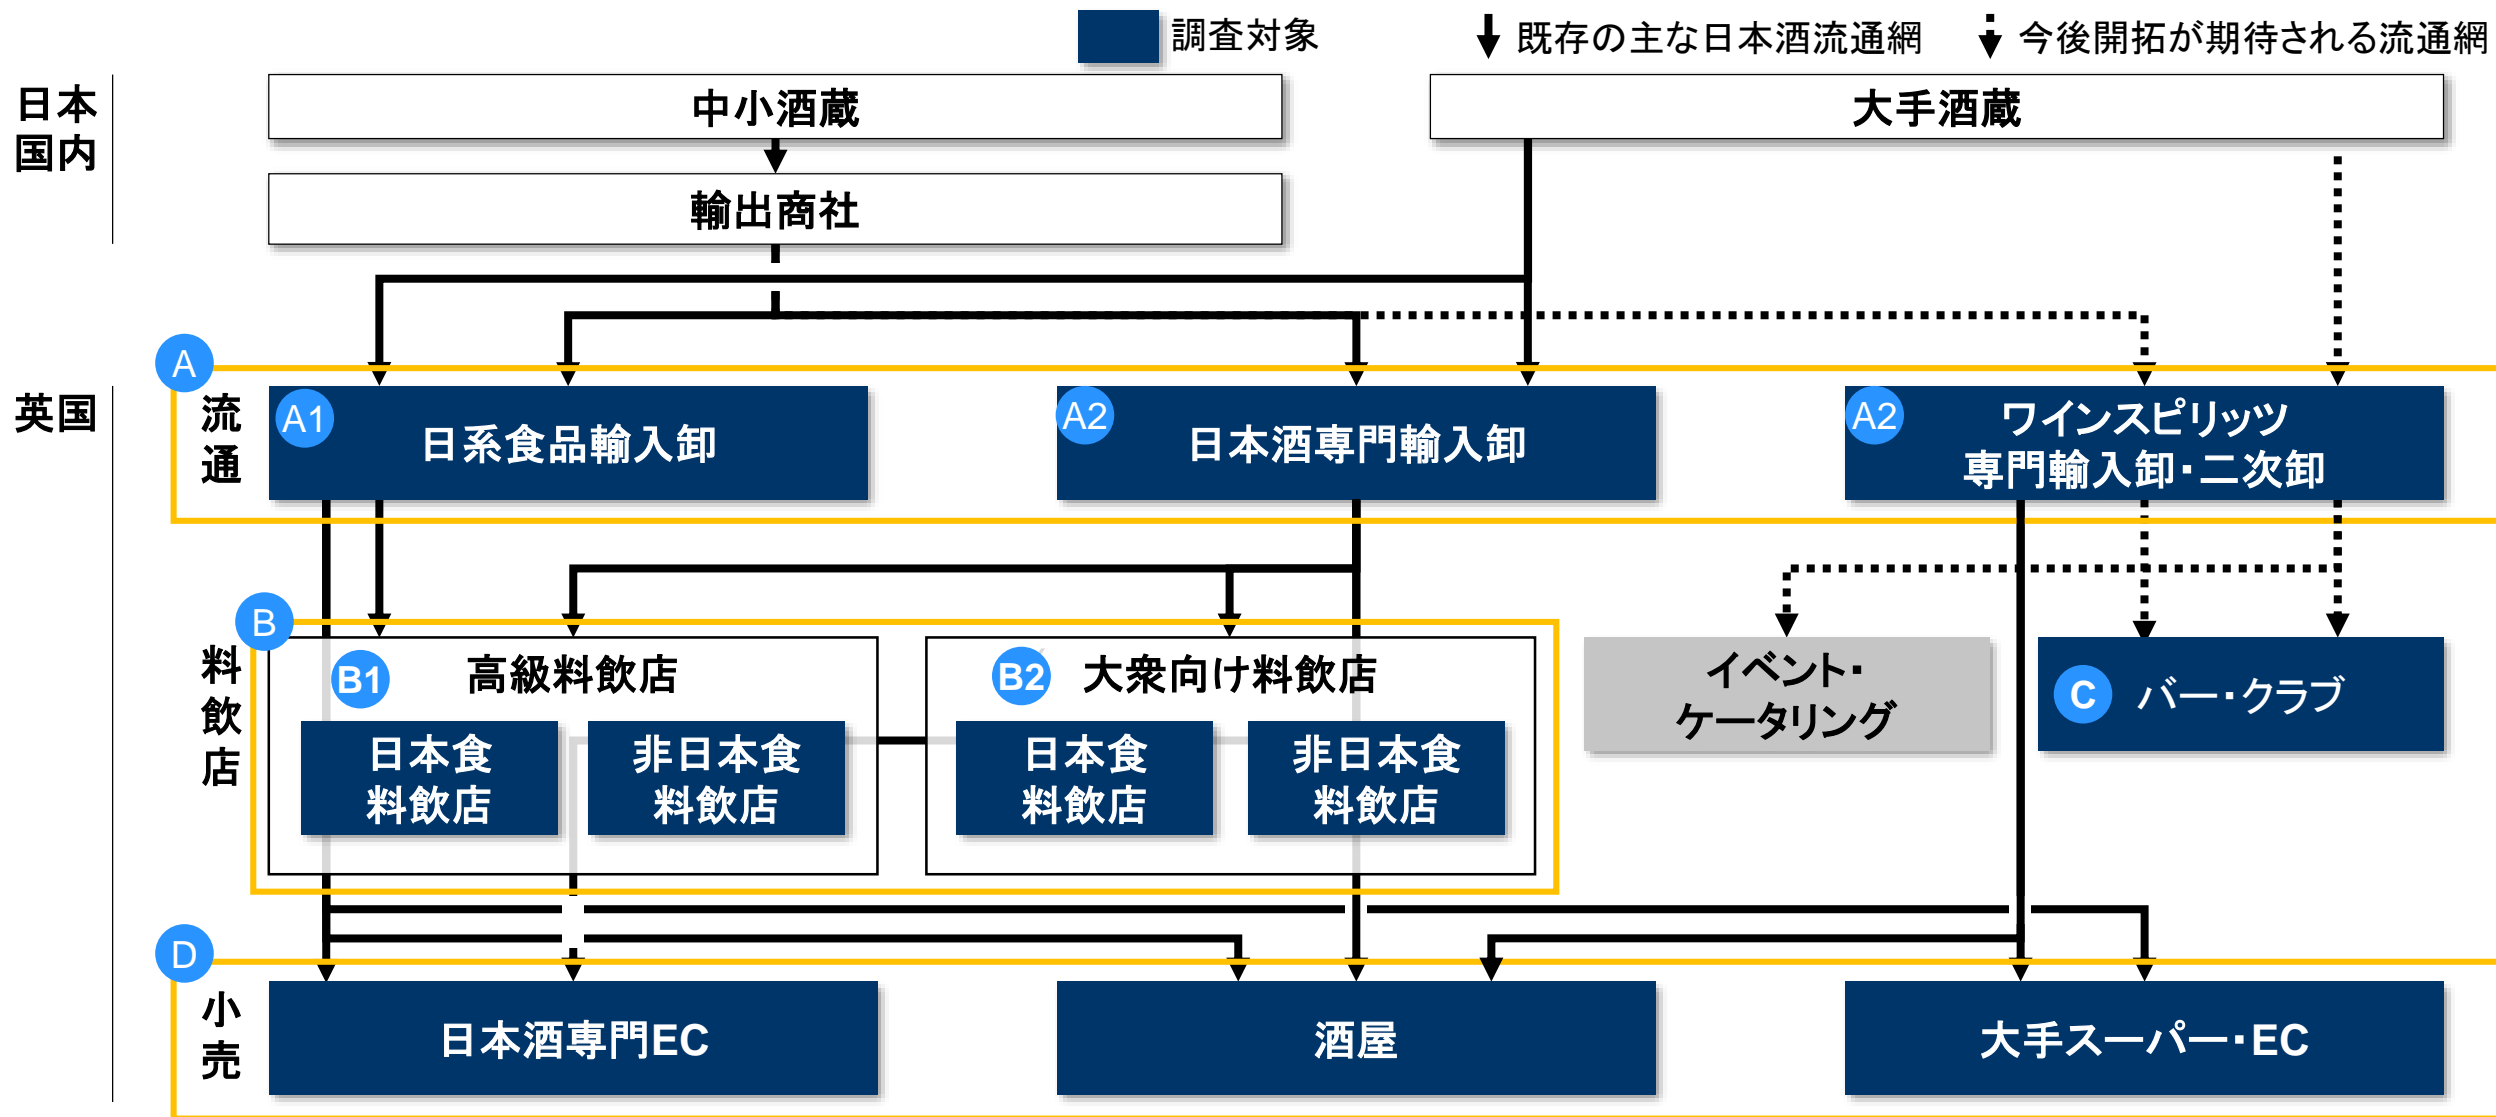 調査対象
既存の主な日本酒流通網
今後開拓が期待される流通網
日本
国内
中小酒蔵
大手酒蔵
輸出商社
英国
A
流通
A1
日系食品輸入卸
A2
日本酒専門輸入卸
A2
ワインスピリッツ
専門輸入卸・二次卸
B
料飲店
B1
高級料飲店
日本食
料飲店
非日本食
料飲店
B2
大衆向け料飲店
日本食
料飲店
非日本食
料飲店
イベント・
ケータリング
C
バー・クラブ
D
小売
日本酒専門EC
酒屋
大手スーパー・EC